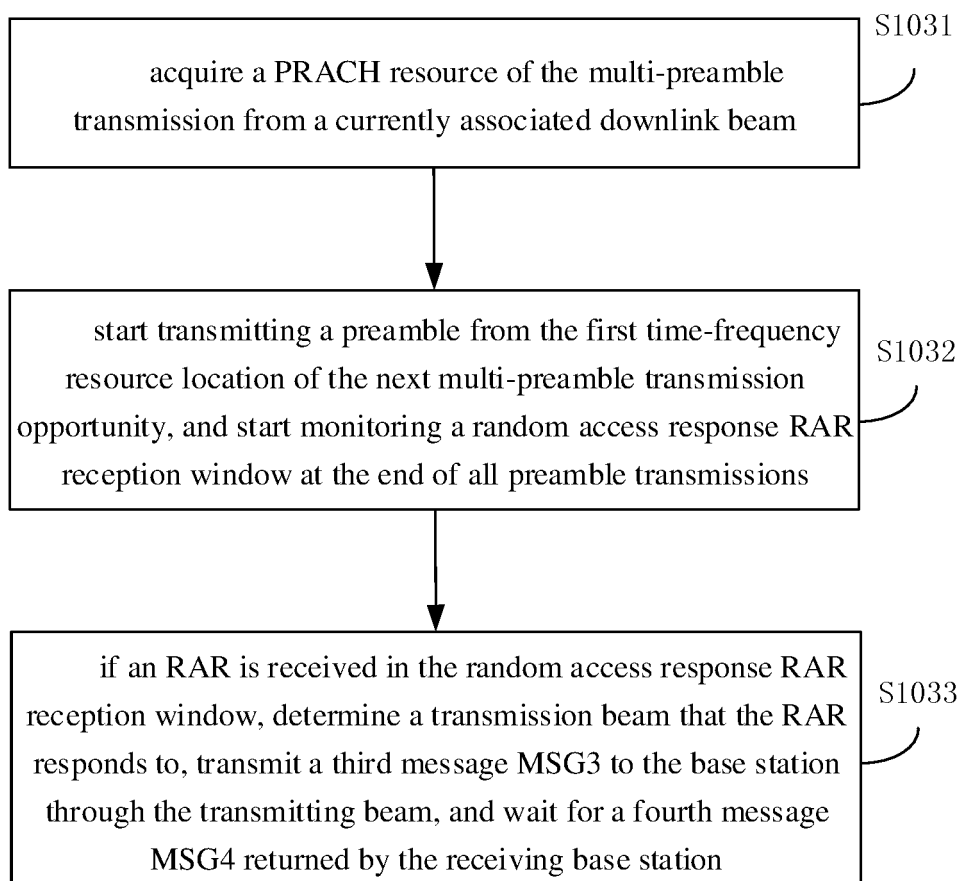 S1031
acquire a PRACH resource of the multi-preamble
transmission from a currently associated downlink beam
start transmitting a preamble from the first time-frequency
resource location of the next multi-preamble transmission
opportunity, and start monitoring a random access response RAR
reception window at the end of all preamble transmissions
S1032
if an RAR is received in the random access response RAR
reception window, determine a transmission beam that the RAR
responds to, transmit a third message MSG3 to the base station
through the transmitting beam, and wait for a fourth message
MSG4 returned by the receiving base station
S1033